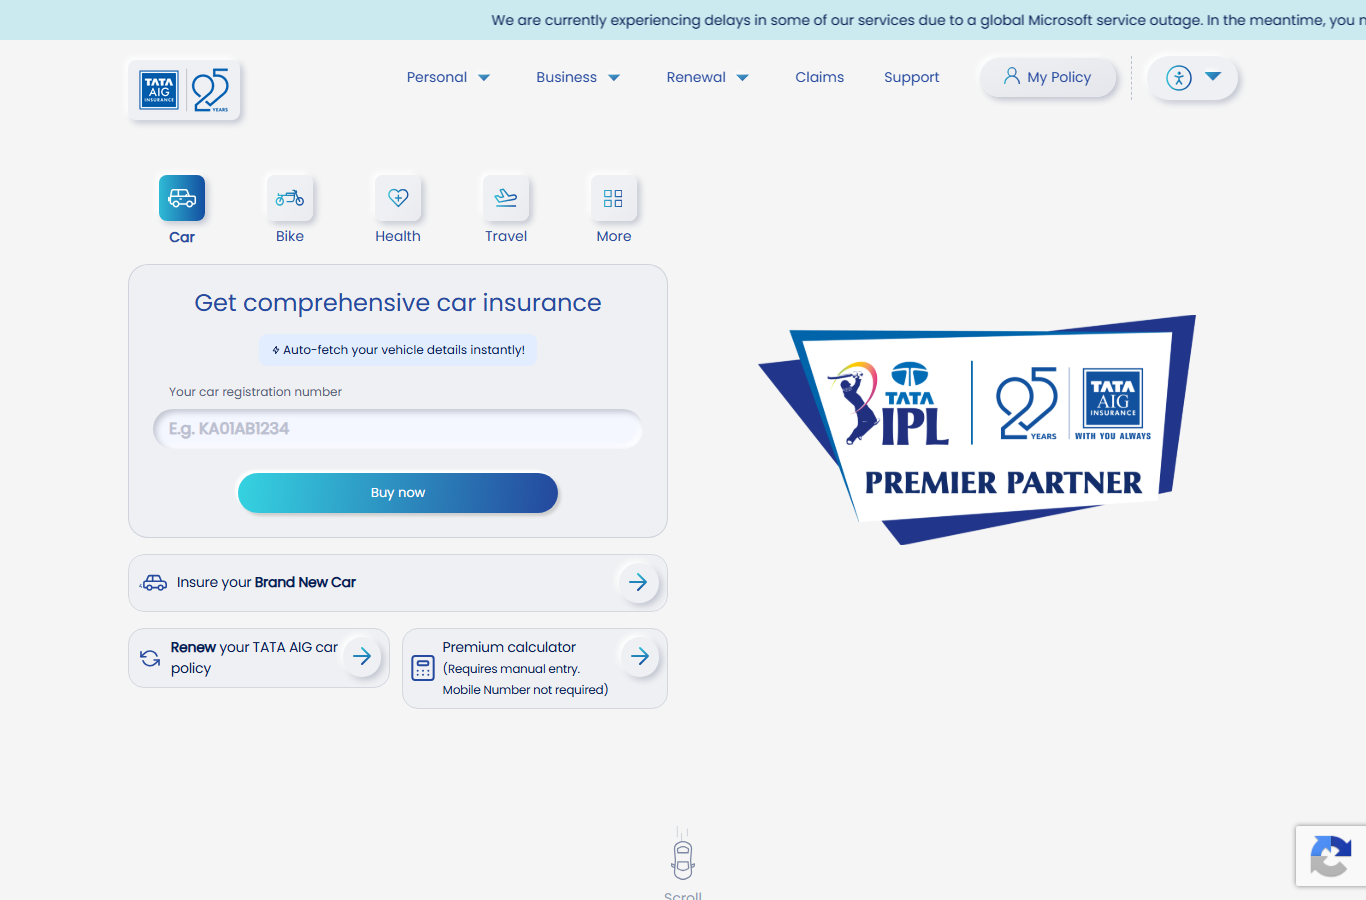 We are currently experiencing delays in some of our services due to a global Microsoft service outage. In the meantime, you
TATA
AIG
INSURANCE
25
YEARS
Personal
Business
Renewal
Claims
Support
My Policy
Car
Bike
Health
Travel
More
Get comprehensive car insurance
Auto-fetch your vehicle details instantly!
Your car registration number
E.g. KA01AB1234
Buy now
Insure your Brand New Car
Renew your TATA AIG car
policy
Premium calculator
(Requires manual entry.
Mobile Number not required)
TATA
IPL
25
YEARS
TATA
AIG
INSURANCE
WITH YOU ALWAYS
PREMIER PARTNER
Scroll